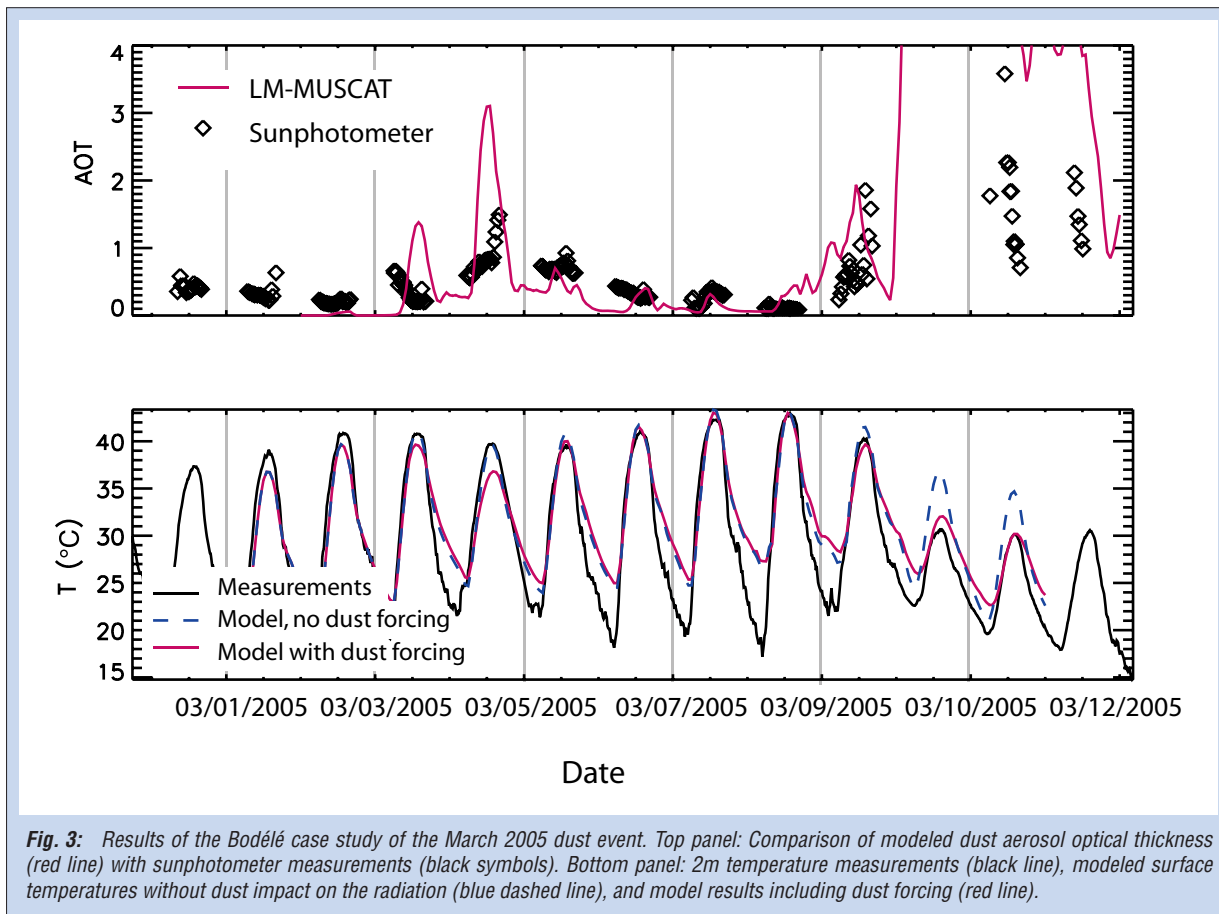 4
3
2
1
0
AOT
LM-MUSCAT
Sunphotometer
40
35
30
25
20
15
T (°C)
Measurements
Model, no dust forcing
Model with dust forcing
03/01/2005 03/03/2005 03/05/2005 03/07/2005 03/09/2005 03/10/2005 03/12/2005
Date
Fig. 3: Results of the Bodélé case study of the March 2005 dust event. Top panel: Comparison of modeled dust aerosol optical thickness
(red line) with sunphotometer measurements (black symbols). Bottom panel: 2m temperature measurements (black line), modeled surface
temperatures without dust impact on the radiation (blue dashed line), and model results including dust forcing (red line).